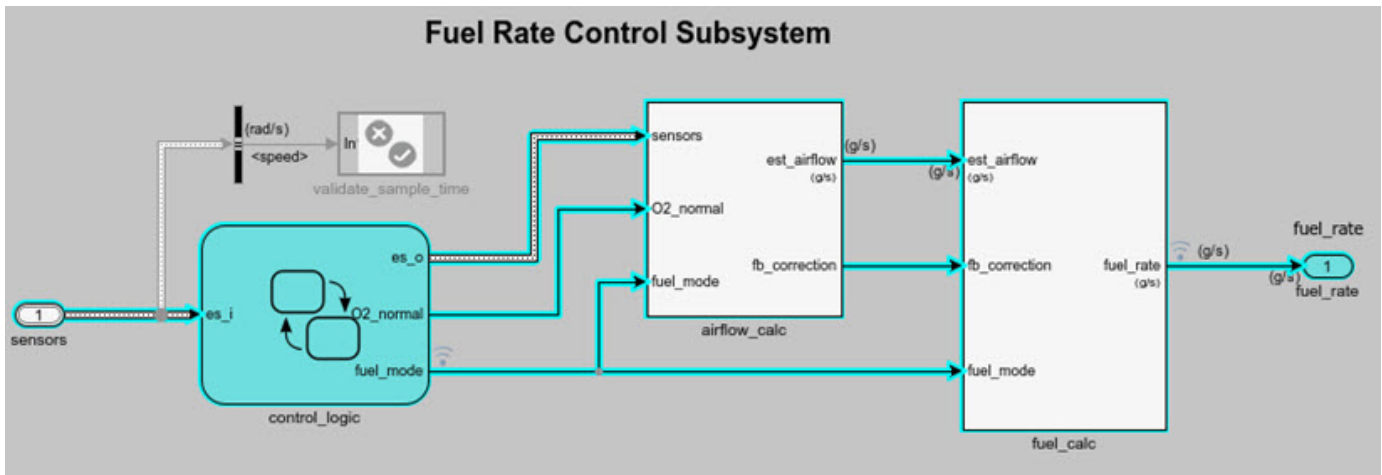 Fuel Rate Control Subsystem
(rad/s)
<speed>
In
validate_sample_time
sensors
est_airflow
(g/s)
O2_normal
fb_correction
fuel_mode
airflow_calc
(g/s)
(g/s)
est_airflow
(g/s)
fb_correction
fuel_rate
(g/s)
fuel_mode
fuel_calc
(g/s)
(g/s)
fuel_rate
1
fuel_rate
1
sensors
es_i
es_o
O2_normal
fuel_mode
control_logic